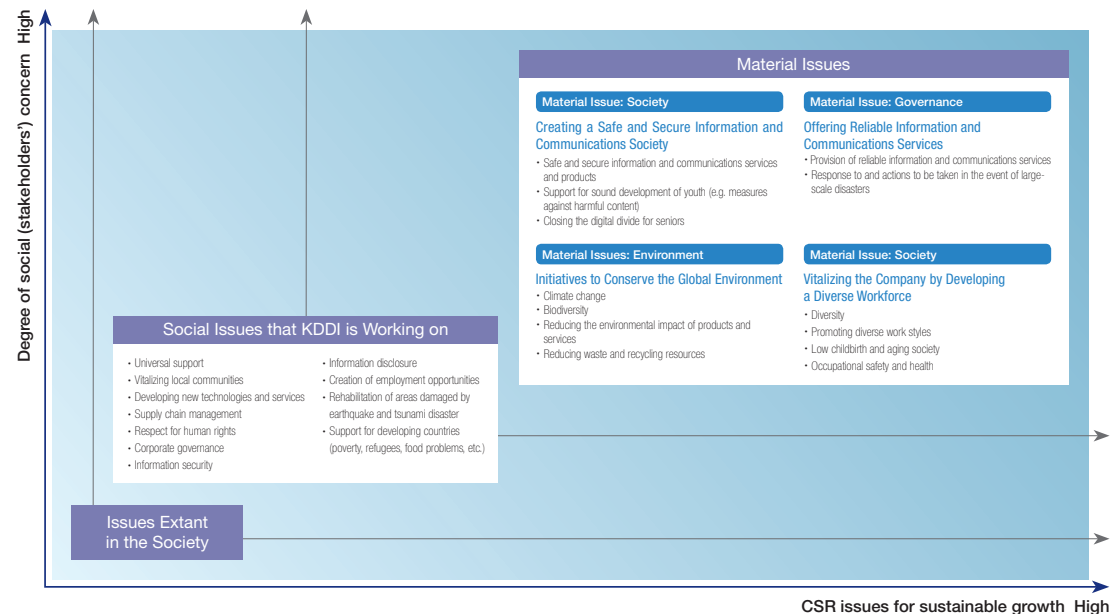 Degree of social (stakeholders') concern High
Material Issues
Material Issue: Society
Creating a Safe and Secure Information and
Communications Society
・Safe and secure information and communications services
and products
・Support for sound development of youth (e.g. measures
against harmful content)
・Closing the digital divide for seniors
Material Issue: Governance
Offering Reliable Information and
Communications Services
・Provision of reliable information and communications services
・Response to and actions to be taken in the event of large-
scale disasters
Material Issues: Environment
Initiatives to Conserve the Global Environment
・Climate change
・Biodiversity
・Reducing the environmental impact of products and
services
・Reducing waste and recycling resources
Material Issue: Society
Vitalizing the Company by Developing
a Diverse Workforce
・Diversity
・Promoting diverse work styles
・Low childbirth and aging society
・Occupational safety and health
Social Issues that KDDI is Working on
・Universal support
・Vitalizing local communities
・Developing new technologies and services
・Supply chain management
・Respect for human rights
・Corporate governance
・Information security
・Information disclosure
・Creation of employment opportunities
・Rehabilitation of areas damaged by
earthquake and tsunami disaster
・Support for developing countries
(poverty, refugees, food problems, etc.)
Issues Extant
in the Society
CSR issues for sustainable growth High